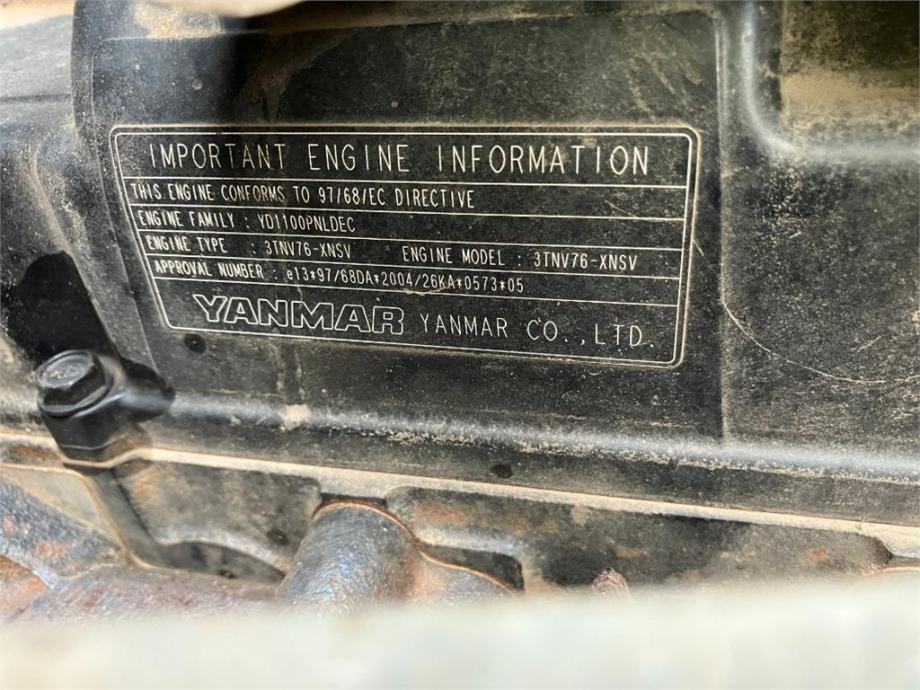 IMPORTANT ENGINE INFORMATION
THIS ENGINE CONFORMS TO 97/68/EC DIRECTIVE
ENGINE FAMILY : YD1100PNLDEC
ENGINE TYPE : 3TNV76-XNSV ENGINE MODEL : 3TNV76-XNSV
APPROVAL NUMBER : e13*97/68DA*2004/26KA*0573*05
YANMAR YANMAR CO.,LTD.